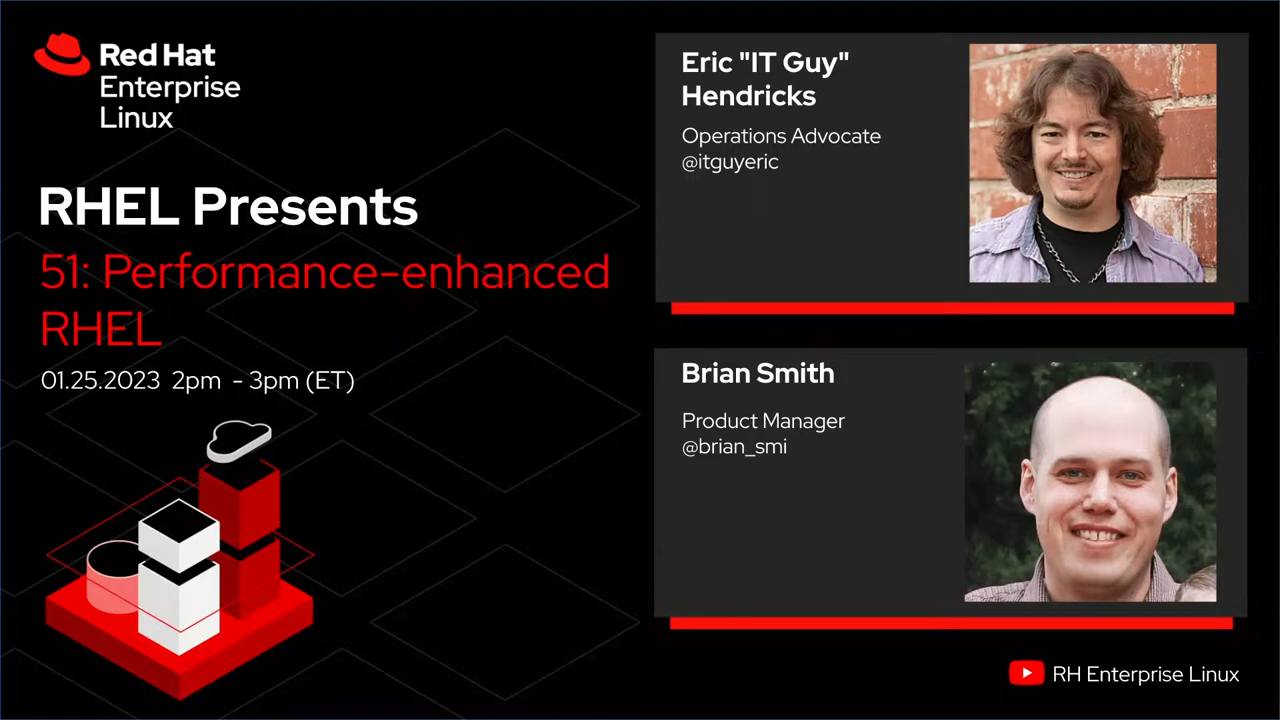 Red Hat
Enterprise
Linux
RHEL Presents
51: Performance-enhanced
RHEL
01.25.2023 2pm - 3pm (ET)
Eric "IT Guy"
Hendricks
Operations Advocate
@itguyeric
Brian Smith
Product Manager
@brian_smi
RH Enterprise Linux